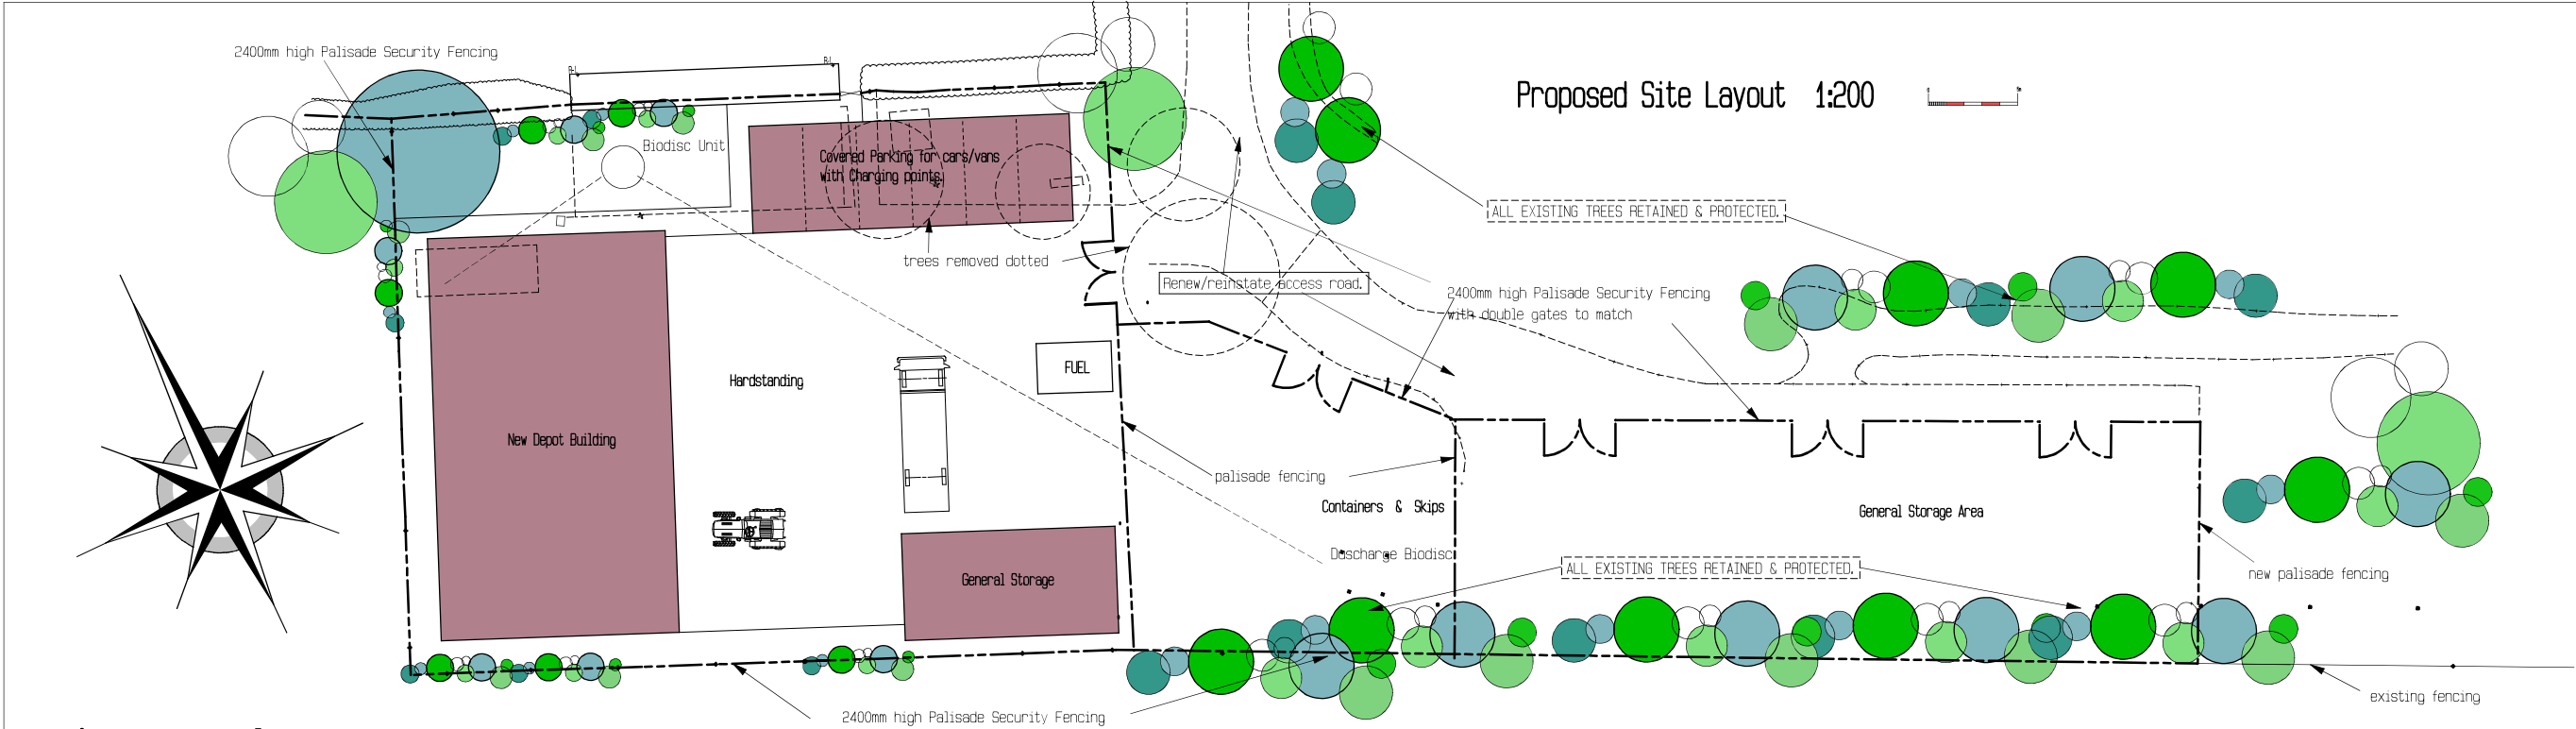 2400mm high Palisade Security Fencing
Proposed Site Layout 1:200
Biodisc Unit
Covered Parking for cars/vans
with Charging points.
ALL EXISTING TREES RETAINED & PROTECTED.
trees removed dotted
Renew/reinstate access road.
2400mm high Palisade Security Fencing
with double gates to match
FUEL
Hardstanding
New Depot Building
palisade fencing
Containers & Skips
General Storage Area
Discharge Biodisc
ALL EXISTING TREES RETAINED & PROTECTED.
General Storage
new palisade fencing
existing fencing
2400mm high Palisade Security Fencing